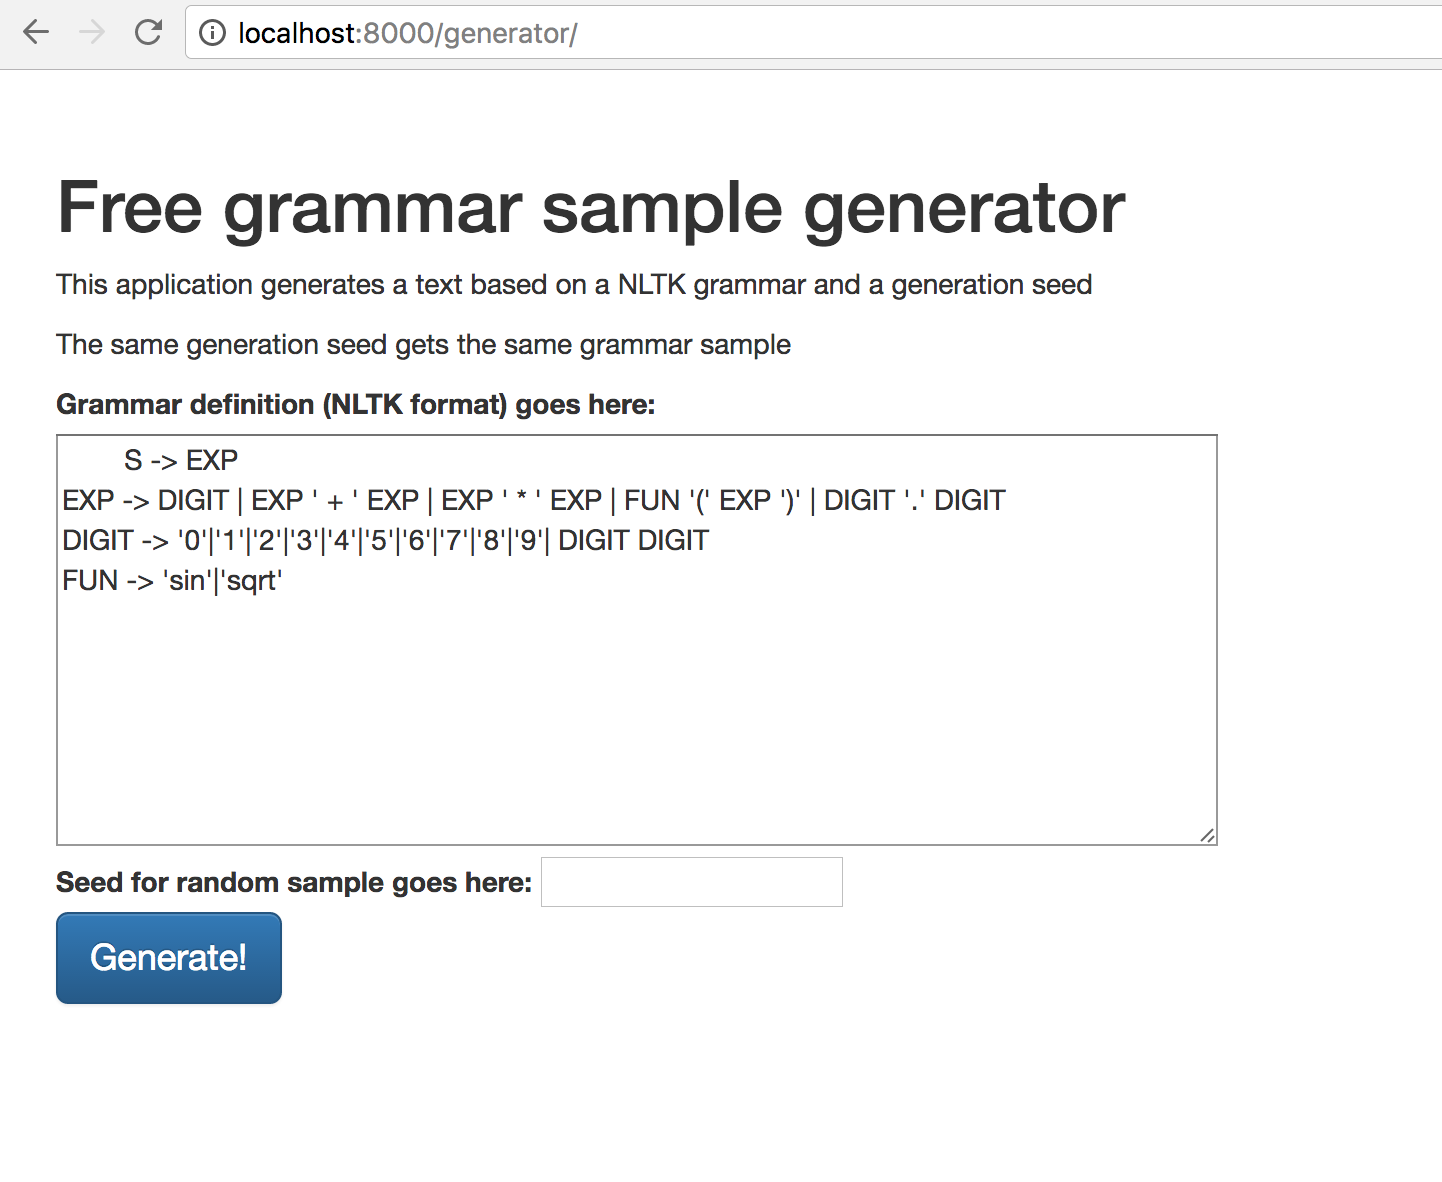 localhost:8000/generator/
Free grammar sample generator
This application generates a text based on a NLTK grammar and a generation seed
The same generation seed gets the same grammar sample
Grammar definition (NLTK format) goes here:
S -> EXP
EXP -> DIGIT | EXP ' + ' EXP | EXP ' * ' EXP | FUN '(' EXP ')' | DIGIT '.' DIGIT
DIGIT -> '0'|'1'|'2'|'3'|'4'|'5'|'6'|'7'|'8'|'9'| DIGIT DIGIT
FUN -> 'sin'|'sqrt'
Seed for random sample goes here:
Generate!